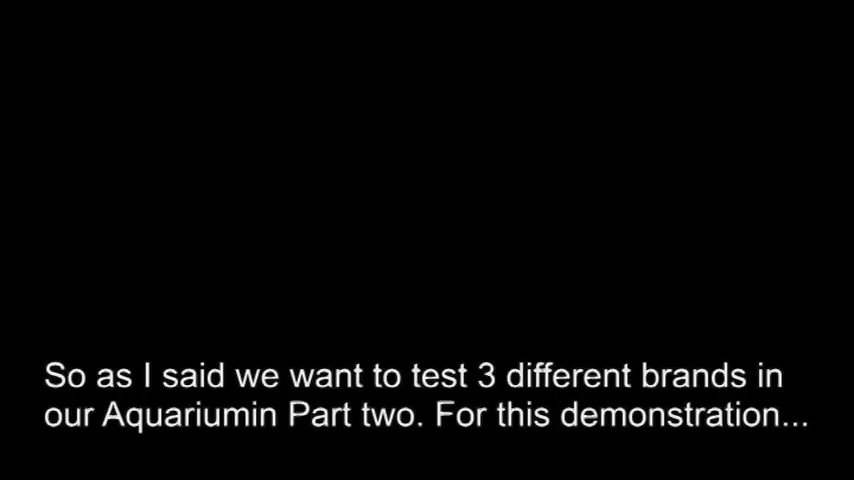 So as I said we want to test 3 different brands in
our Aquariumin Part two. For this demonstration...